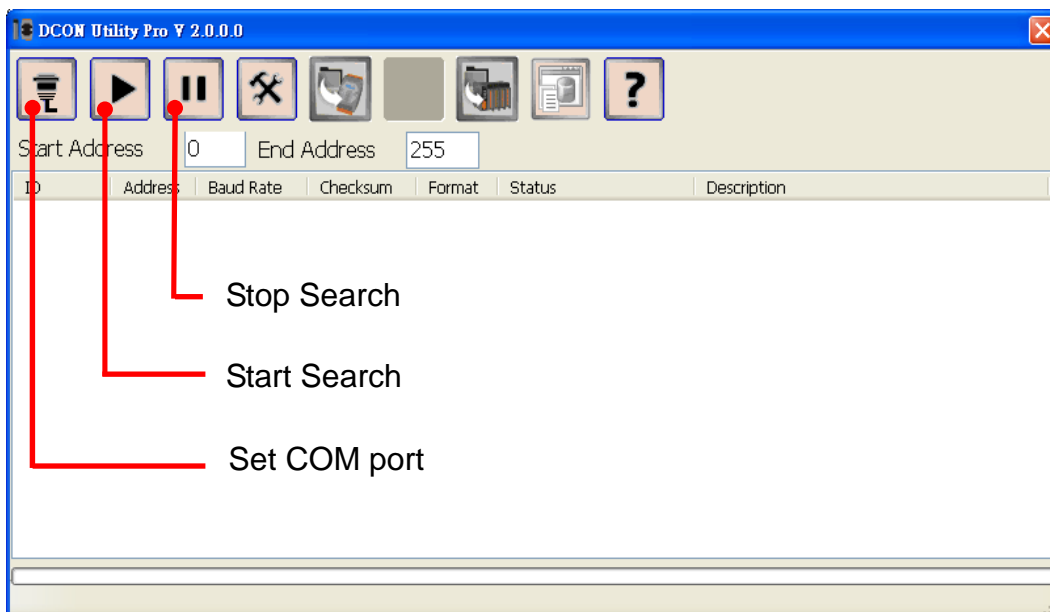 DCON Utility Pro V 2.0.0.0
?
Start Address 0 End Address 255
ID Address Baud Rate Checksum Format Status Description
Stop Search
Start Search
Set COM port